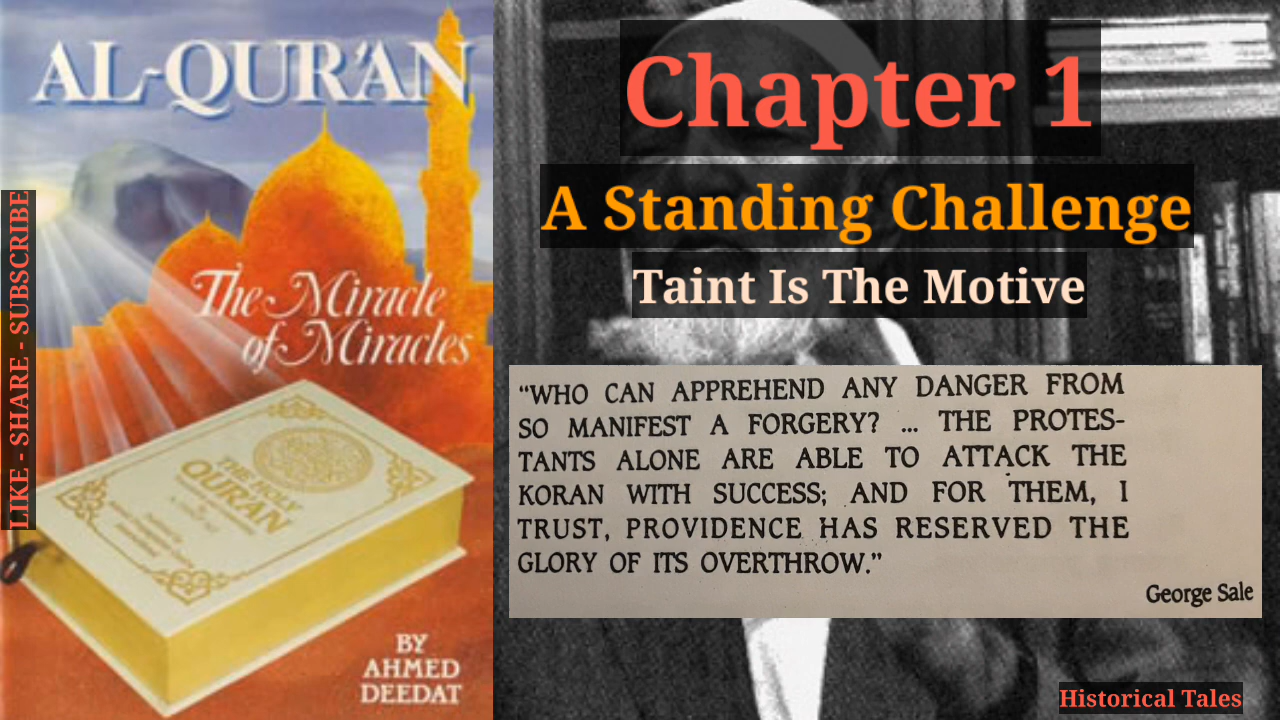 AL-QUR'AN
The Miracle
of Miracles
THE HOLY
QURAN
BY
AHMED
DEEDAT
LIKE - SHARE - SUBSCRIBE
Chapter 1
A Standing Challenge
Taint Is The Motive
“WHO CAN APPREHEND ANY DANGER FROM
SO MANIFEST A FORGERY? ... THE PROTES-
TANTS ALONE ARE ABLE TO ATTACK THE
KORAN WITH SUCCESS; AND FOR THEM, I
TRUST, PROVIDENCE HAS RESERVED THE
GLORY OF ITS OVERTHROW.”
George Sale
Historical Tales